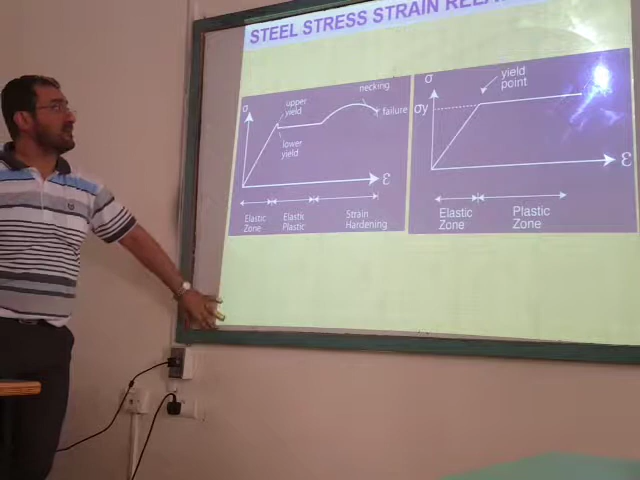 STEEL STRESS STRAIN
necking
σ
upper
yield
failure
lower
yield
ε
Elastic
Zone
Elastic
Plastic
Strain
Hardening
σ
yield
point
σy
ε
Elastic
Zone
Plastic
Zone